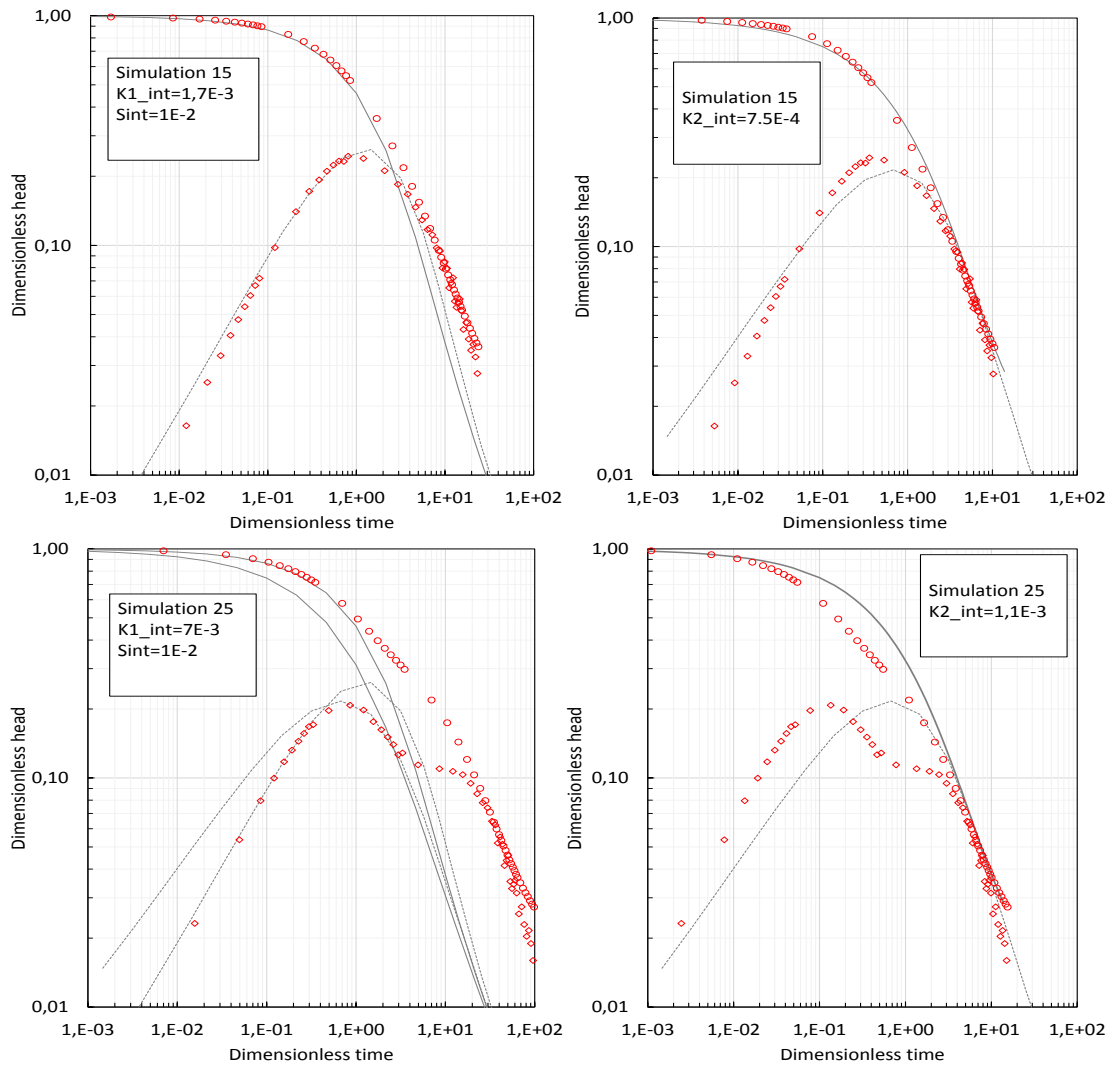 1,00
0,10
0,01
Dimensionless head
Simulation 15
K1_int=1,7E-3
Sint=1E-2
1,E-03
1,E-02
1,E-01
1,E+00
1,E+01
1,E+02
Dimensionless time
1,00
0,10
0,01
Dimensionless head
Simulation 15
K2_int=7.5E-4
1,E-03
1,E-02
1,E-01
1,E+00
1,E+01
1,E+02
Dimensionless time
1,00
0,10
0,01
Dimensionless head
Simulation 25
K1_int=7E-3
Sint=1E-2
1,E-03
1,E-02
1,E-01
1,E+00
1,E+01
1,E+02
Dimensionless time
1,00
0,10
0,01
Dimensionless head
Simulation 25
K2_int=1,1E-3
1,E-03
1,E-02
1,E-01
1,E+00
1,E+01
1,E+02
Dimensionless time